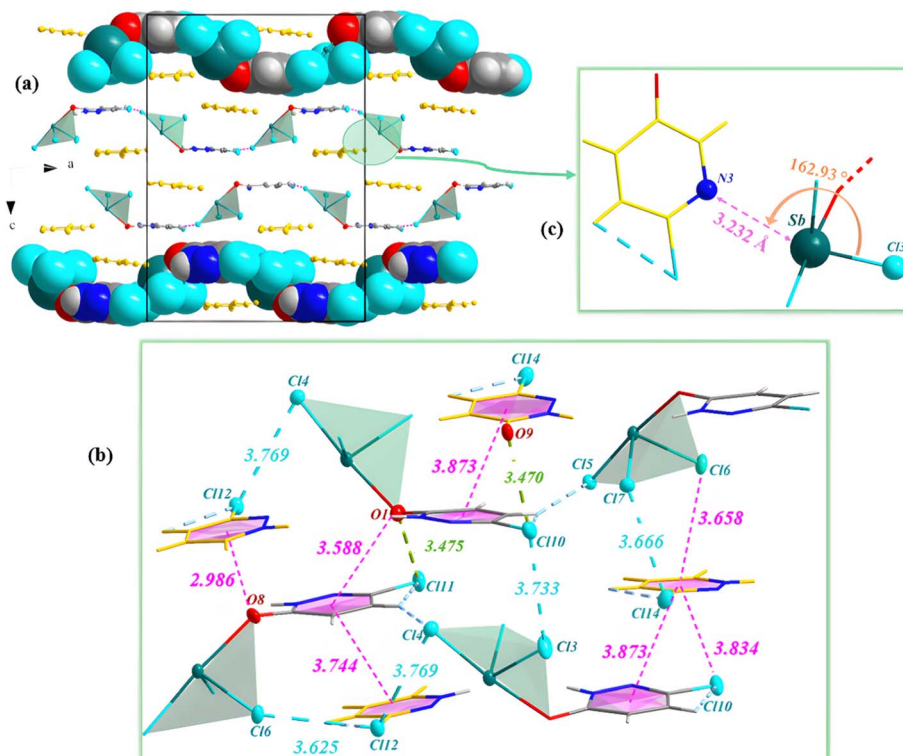 (a)
a
c
(c)
N3
162.93°
3.232 Å
Sb
Cl3
(b)
Cl4
Cl14
O9
3.769
3.873
3.470
Cl5
Cl7
Cl6
Cl12
O1
3.588
3.475
Cl10
3.666
3.658
2.986
O8
Cl11
3.733
Cl14
Cl4
Cl3
3.744
3.769
3.873
3.834
Cl6
Cl12
Cl10
3.625